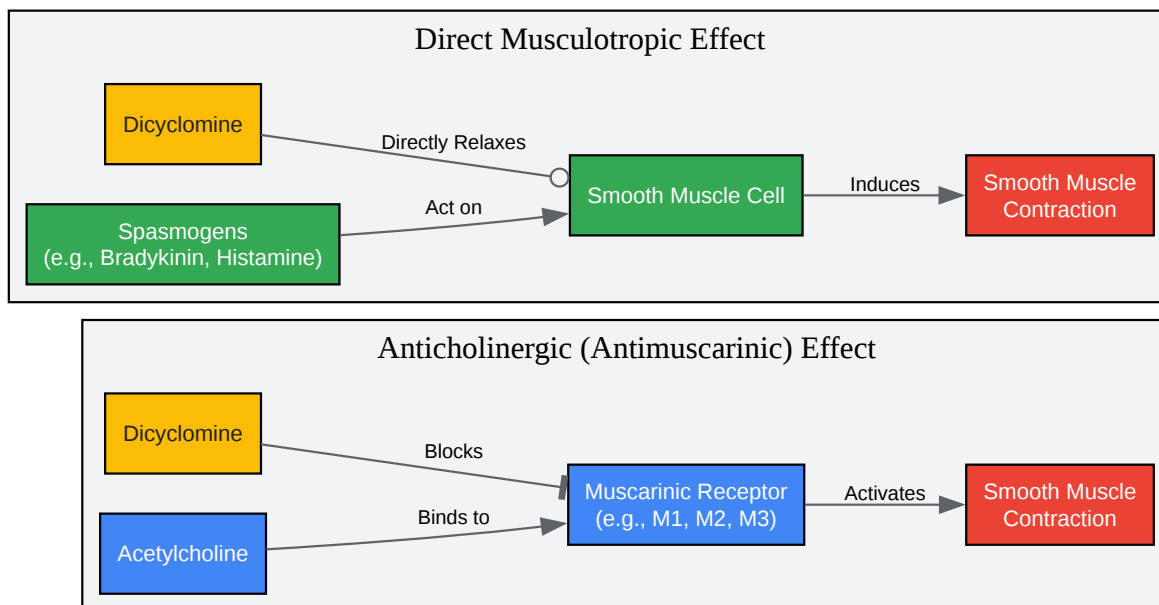 Direct Musculotropic Effect
Dicyclomine
Directly Relaxes
Smooth Muscle Cell
Induces
Smooth Muscle
Contraction
Act on
Spasmogens
(e.g., Bradykinin, Histamine)
Anticholinergic (Antimuscarinic) Effect
Dicyclomine
Blocks
Muscarinic Receptor
(e.g., M1, M2, M3)
Activates
Smooth Muscle
Contraction
Binds to
Acetylcholine